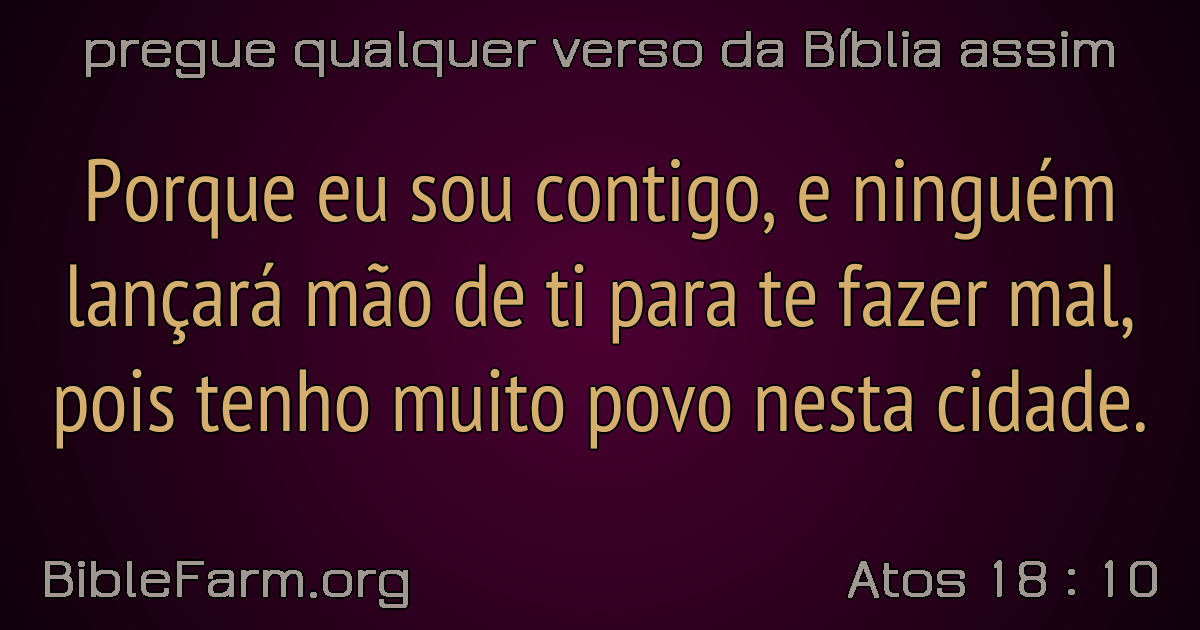 pregue qualquer verso da Bíblia assim
Porque eu sou contigo, e ninguém
lançará mão de ti para te fazer mal,
pois tenho muito povo nesta cidade.
BibleFarm.org
Atos 18 : 10